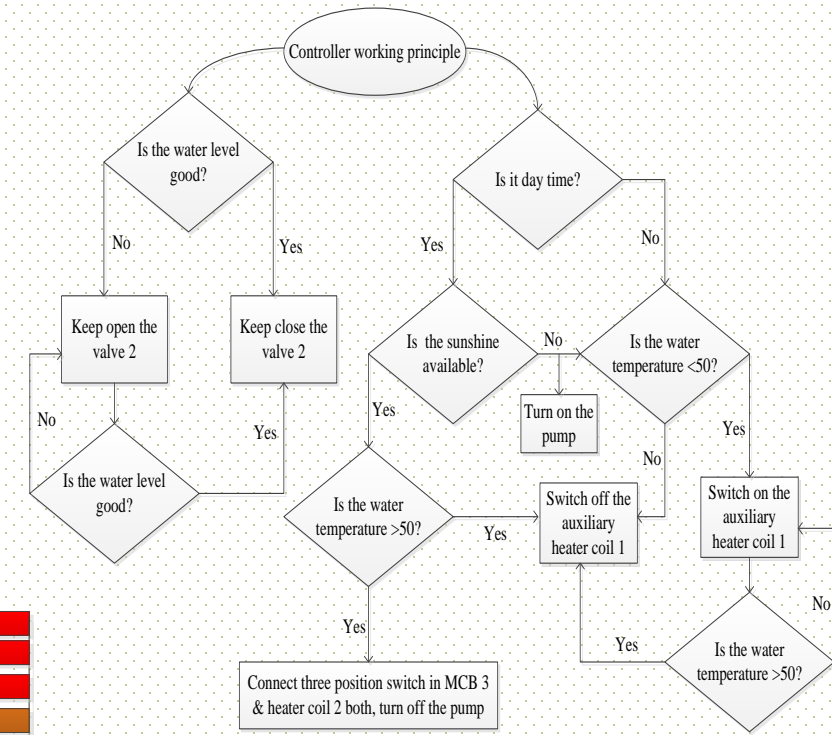 Controller working principle
Is the water level
good?
No
Yes
Keep open the
valve 2
Keep close the
valve 2
No
Yes
Is the water level
good?
Is it day time?
Yes
No
Is the sunshine
available?
No
Is the water
temperature <50?
Turn on the
pump
Yes
No
Yes
Is the water
temperature >50?
Yes
Switch off the
auxiliary
heater coil 1
Switch on the
auxiliary
heater coil 1
No
Yes
Yes
Is the water
temperature >50?
Connect three position switch in MCB 3
& heater coil 2 both, turn off the pump